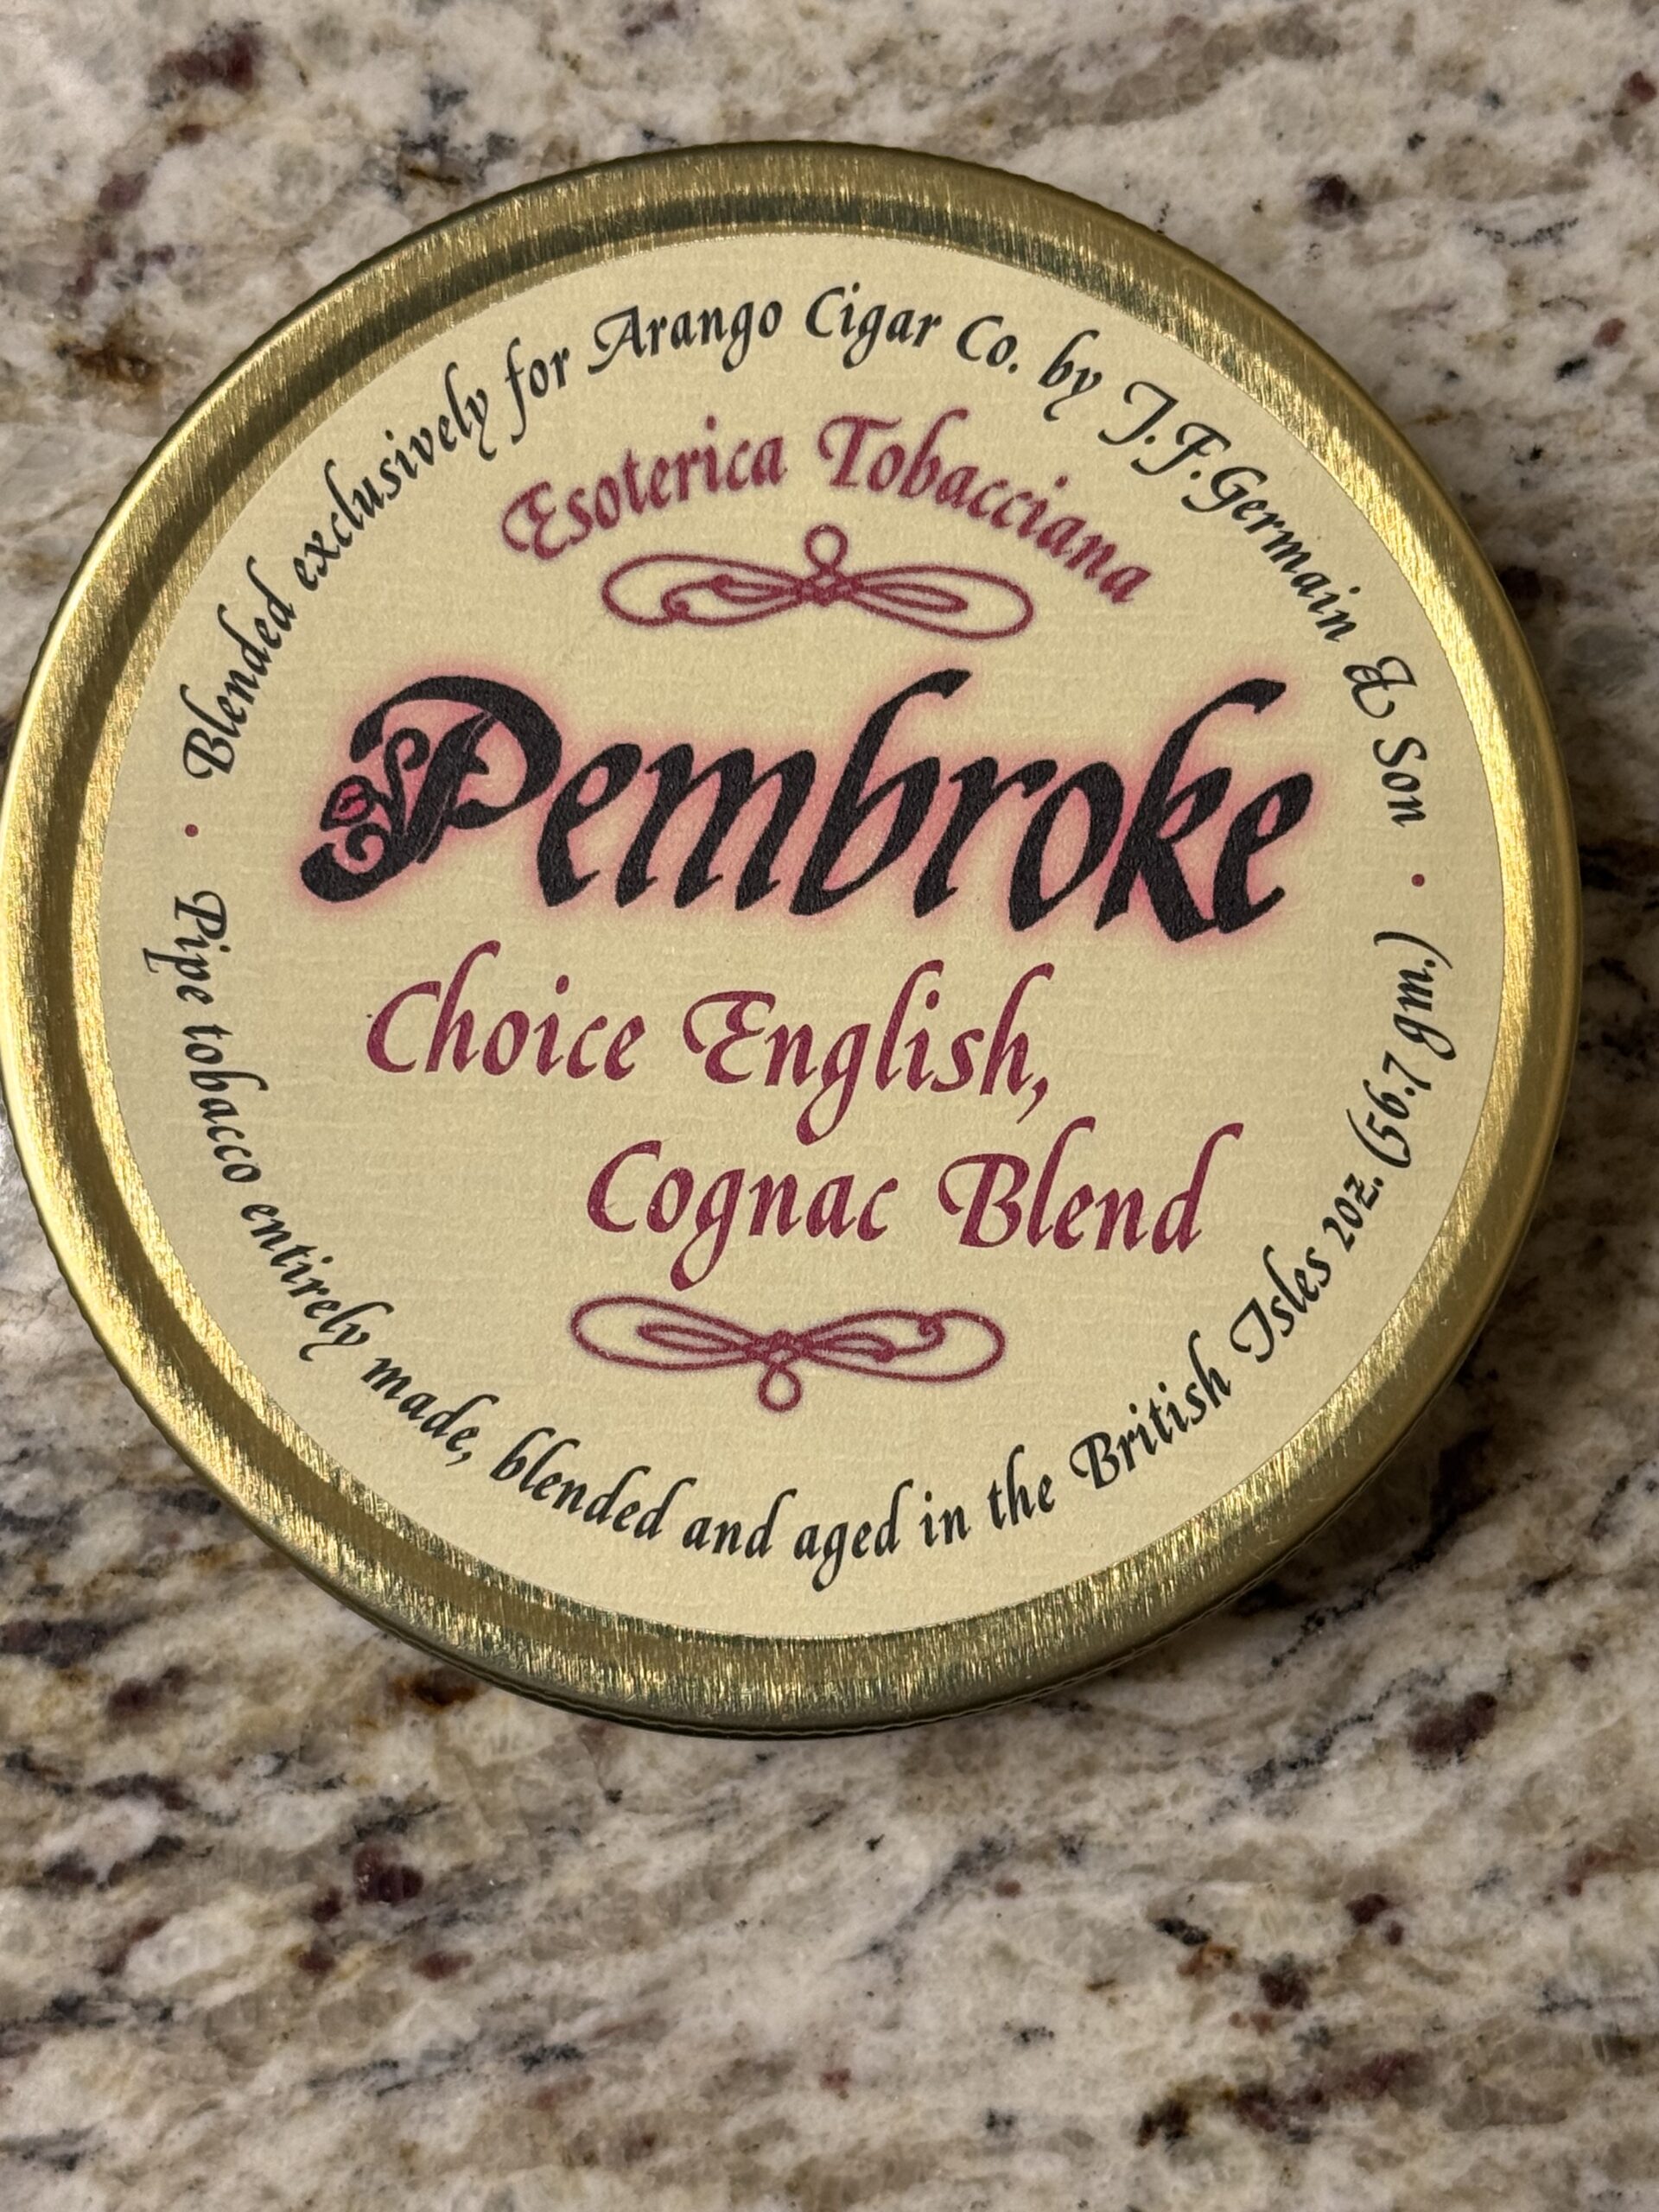 Blended exclusively for Arango Cigar Co. by J.F. Germain & Son
Esoterica Tobacciana
Pembroke
Choice English,
Cognac Blend
Pipe tobacco entirely made, blended and aged in the British Isles 2oz. (56.7 gm.)